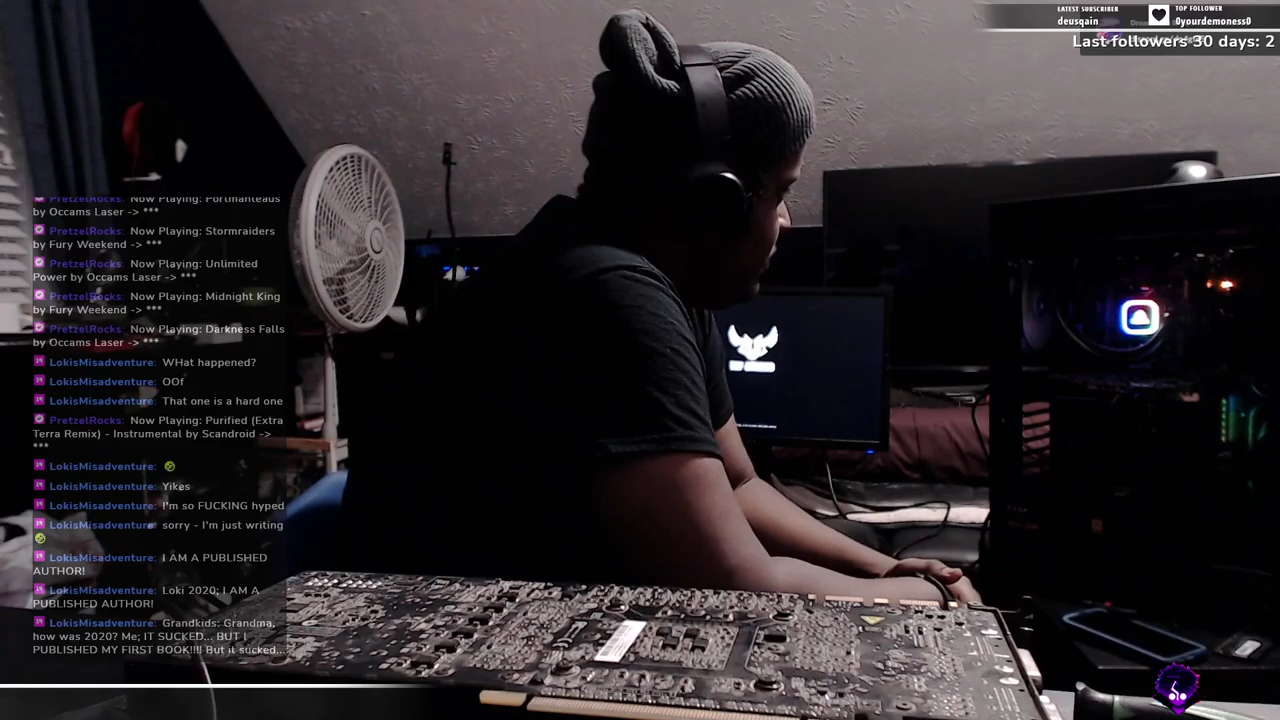 LATEST SUBSCRIBER
deusqain
TOP FOLLOWER
0yourdemoness0
Last followers 30 days: 2
PretzelRocks: Now Playing: Portmanteaus
by Occams Laser -> ***
PretzelRocks: Now Playing: Stormraiders
by Fury Weekend -> ***
PretzelRocks: Now Playing: Unlimited
Power by Occams Laser -> ***
PretzelRocks: Now Playing: Midnight King
by Fury Weekend -> ***
PretzelRocks: Now Playing: Darkness Falls
by Occams Laser -> ***
LokisMisadventure: WHat happened?
LokisMisadventure: OOf
LokisMisadventure: That one is a hard one
PretzelRocks: Now Playing: Purified (Extra
Terra Remix) - Instrumental by Scandroid ->
***
LokisMisadventure:
LokisMisadventure: Yikes
LokisMisadventure: I'm so FUCKING hyped
LokisMisadventure: sorry - I'm just writing
LokisMisadventure: I AM A PUBLISHED
AUTHOR!
LokisMisadventure: Loki 2020; I AM A
PUBLISHED AUTHOR!
LokisMisadventure: Grandkids: Grandma,
how was 2020? Me; IT SUCKED... BUT I
PUBLISHED MY FIRST BOOK!!!! But it sucked...